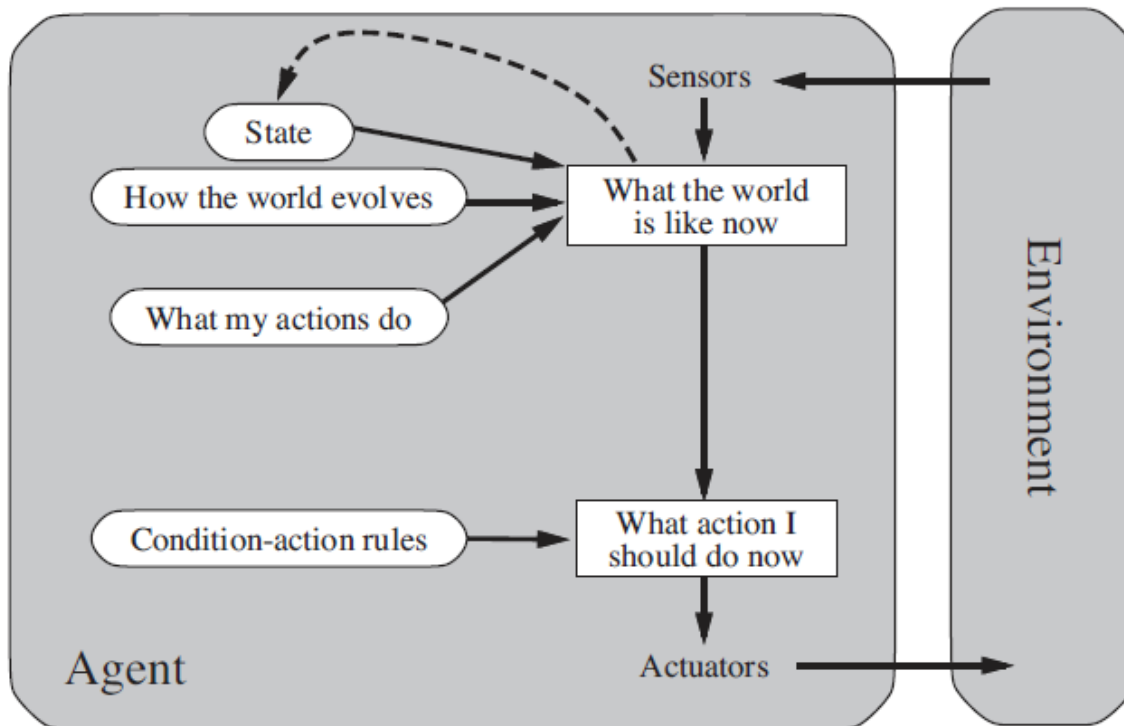 Sensors
State
How the world evolves
What the world
is like now
What my actions do
Environment
Condition-action rules
What action I
should do now
Agent
Actuators